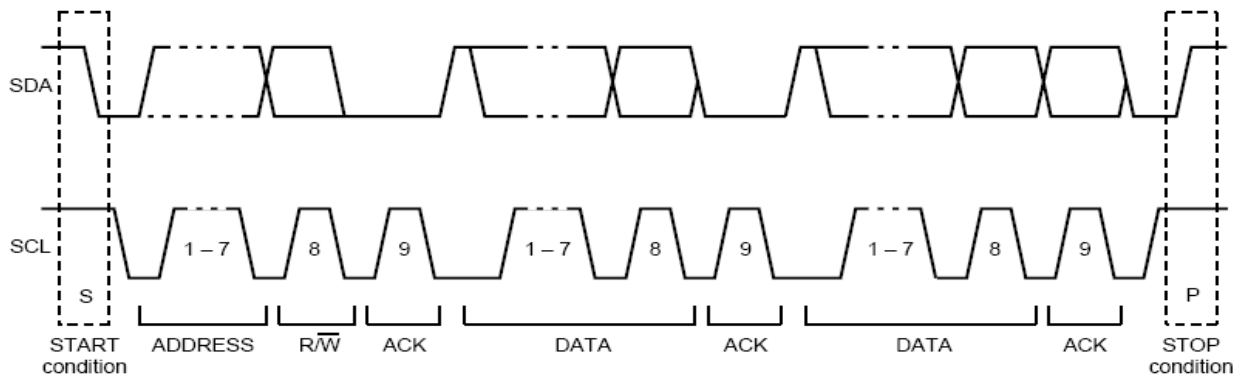 SDA
SCL
1 – 7 8 9 1 – 7 8 9 1 – 7 8 9
S P
START condition
ADDRESS R/W̅ ACK DATA ACK DATA ACK
STOP condition